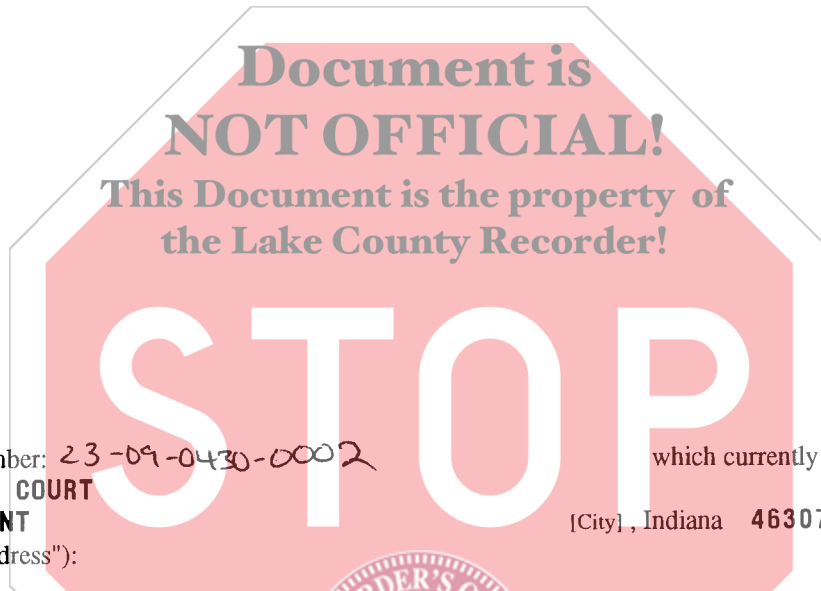 Document is
NOT OFFICIAL!
This Document is the property of
the Lake County Recorder!
STOP
nber: 23-09-0430-0002 which currently
COURT
NT [City], Indiana 46307
dress"):
DER'S O